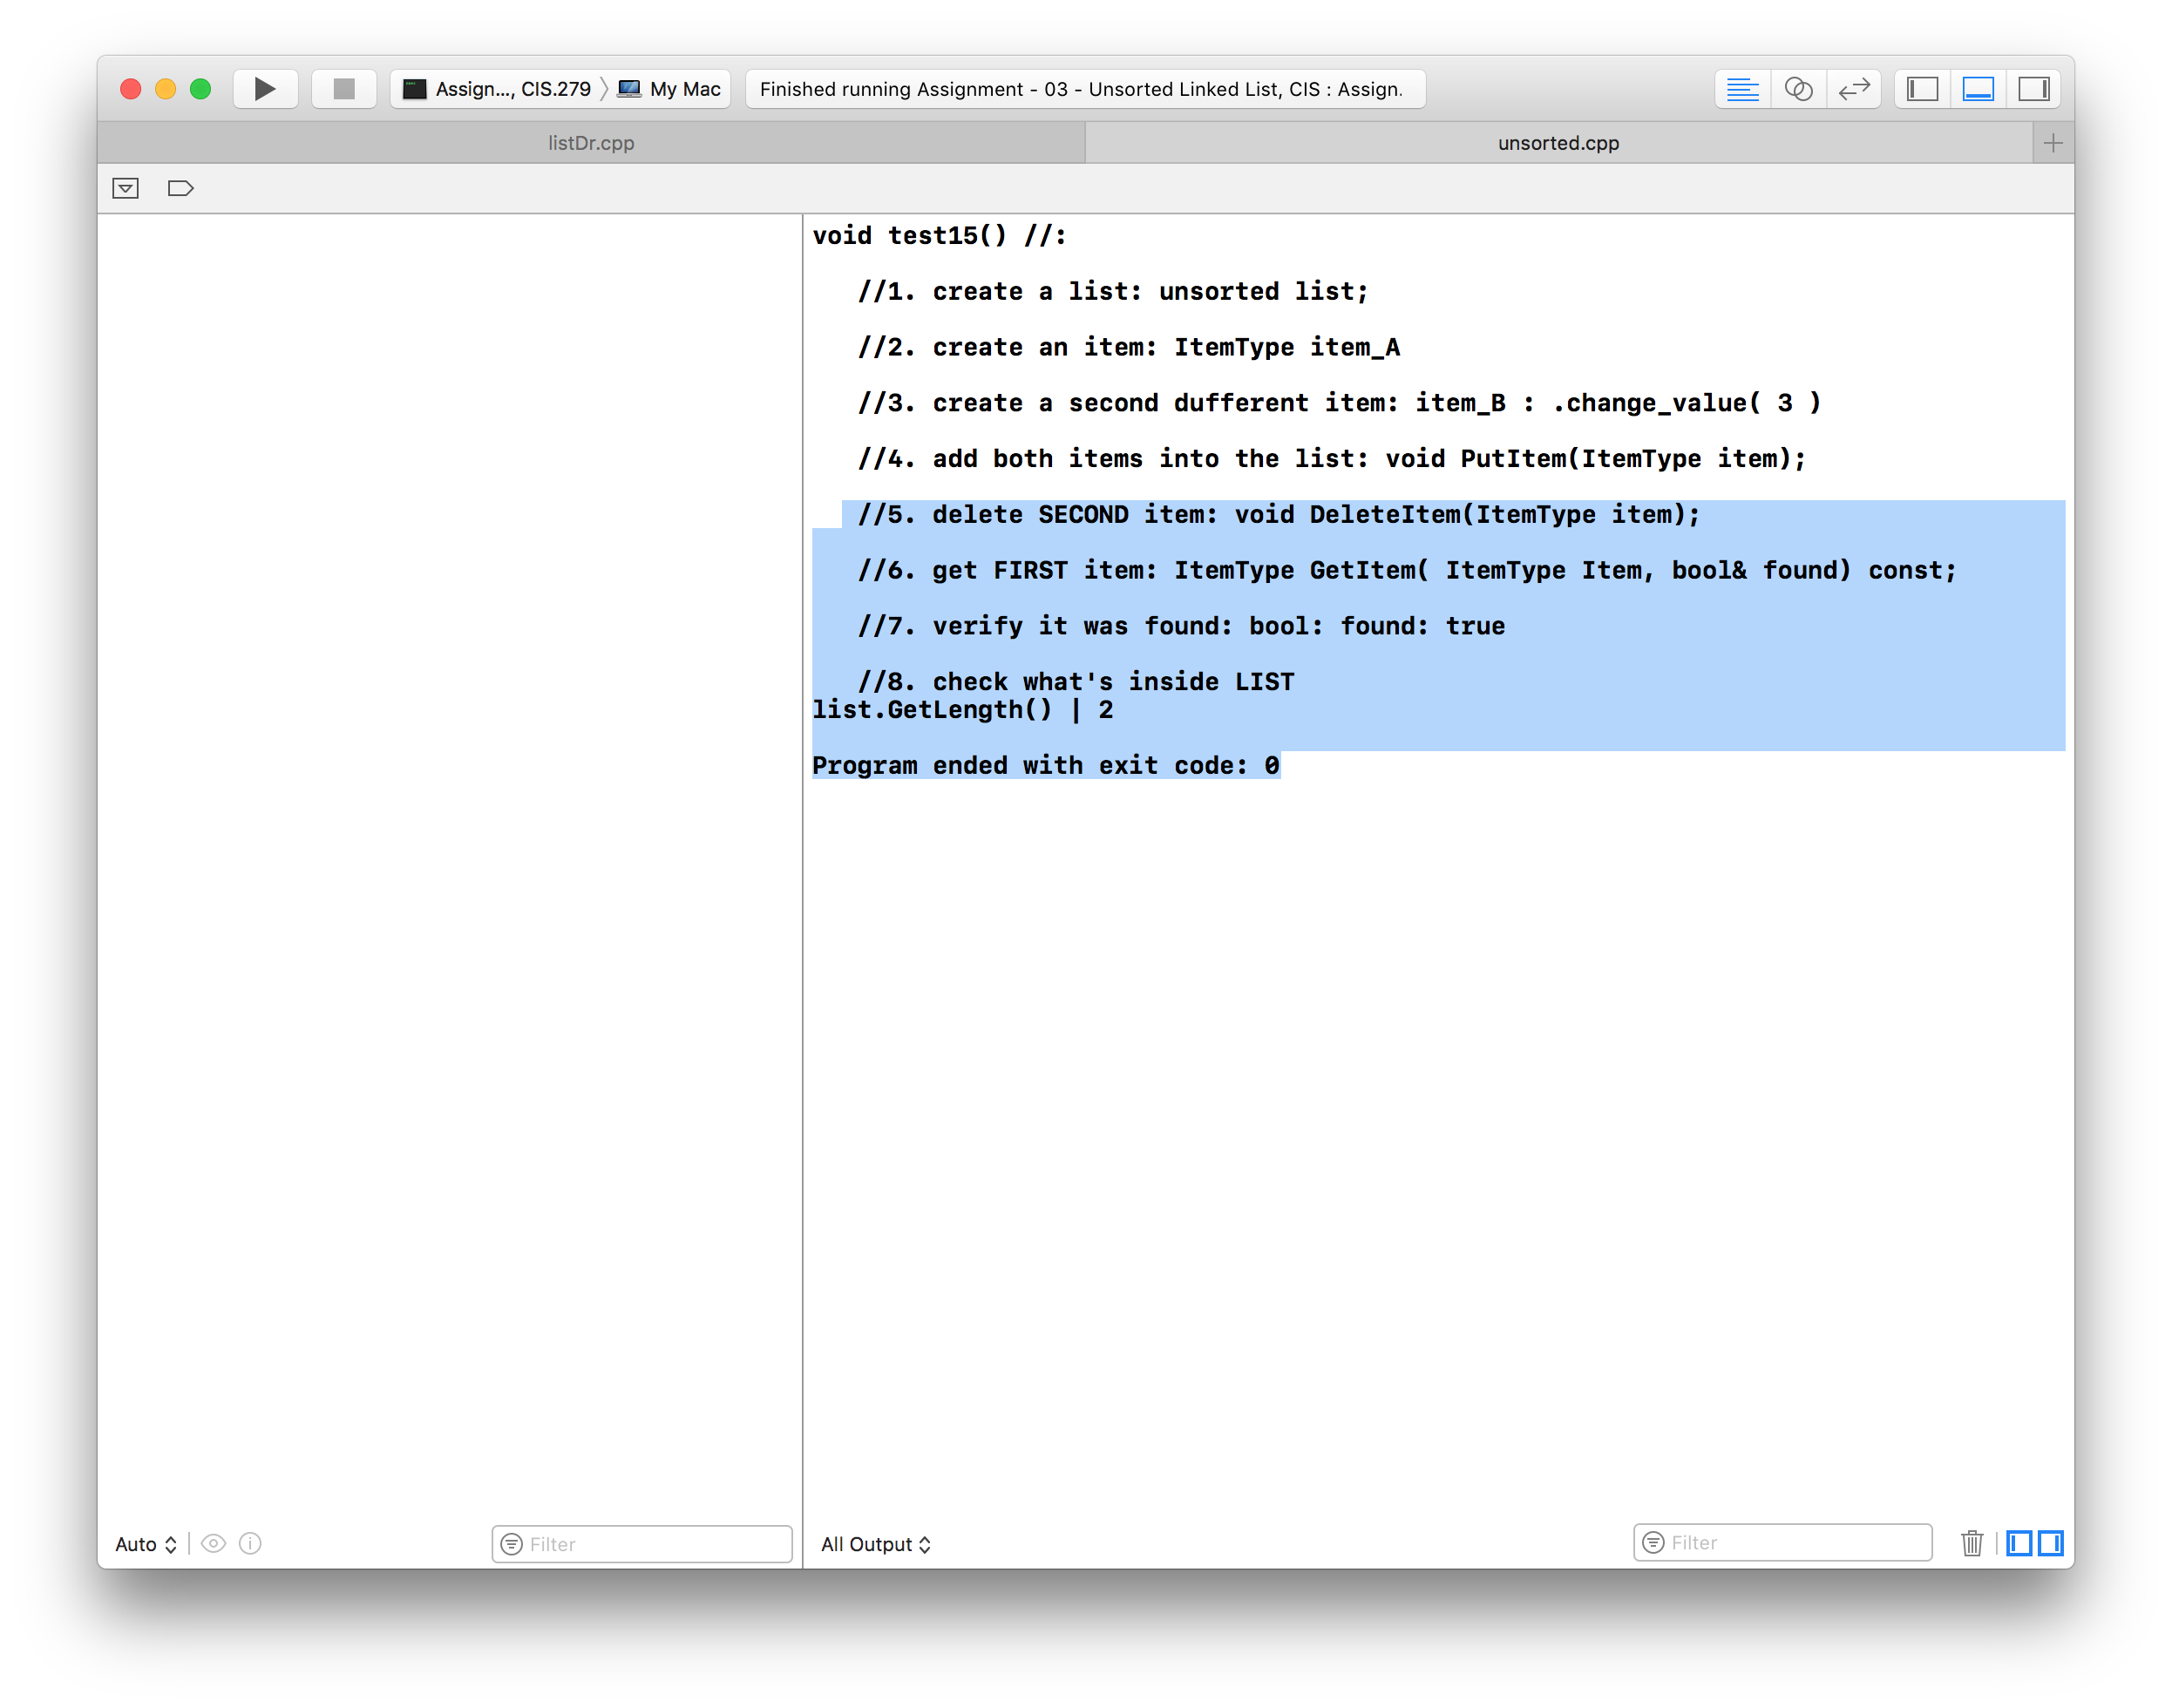 Assign..., CIS.279 〉 My Mac
Finished running Assignment - 03 - Unsorted Linked List, CIS : Assign.
listDr.cpp
unsorted.cpp
void test15() //:
//1. create a list: unsorted list;
//2. create an item: ItemType item_A
//3. create a second dufferent item: item_B : .change_value( 3 )
//4. add both items into the list: void PutItem(ItemType item);
//5. delete SECOND item: void DeleteItem(ItemType item);
//6. get FIRST item: ItemType GetItem( ItemType Item, bool& found) const;
//7. verify it was found: bool: found: true
//8. check what's inside LIST
list.GetLength() | 2
Program ended with exit code: 0
Auto
Filter
All Output
Filter